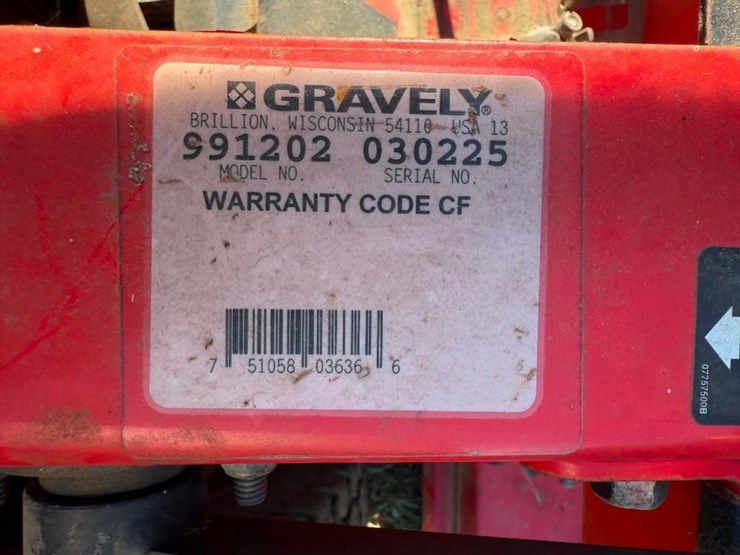 GRAVELY®
BRILLION, WISCONSIN 54110 USA 13
991202 030225
MODEL NO. SERIAL NO.
WARRANTY CODE CF
7 51058 03636 6
07757500B